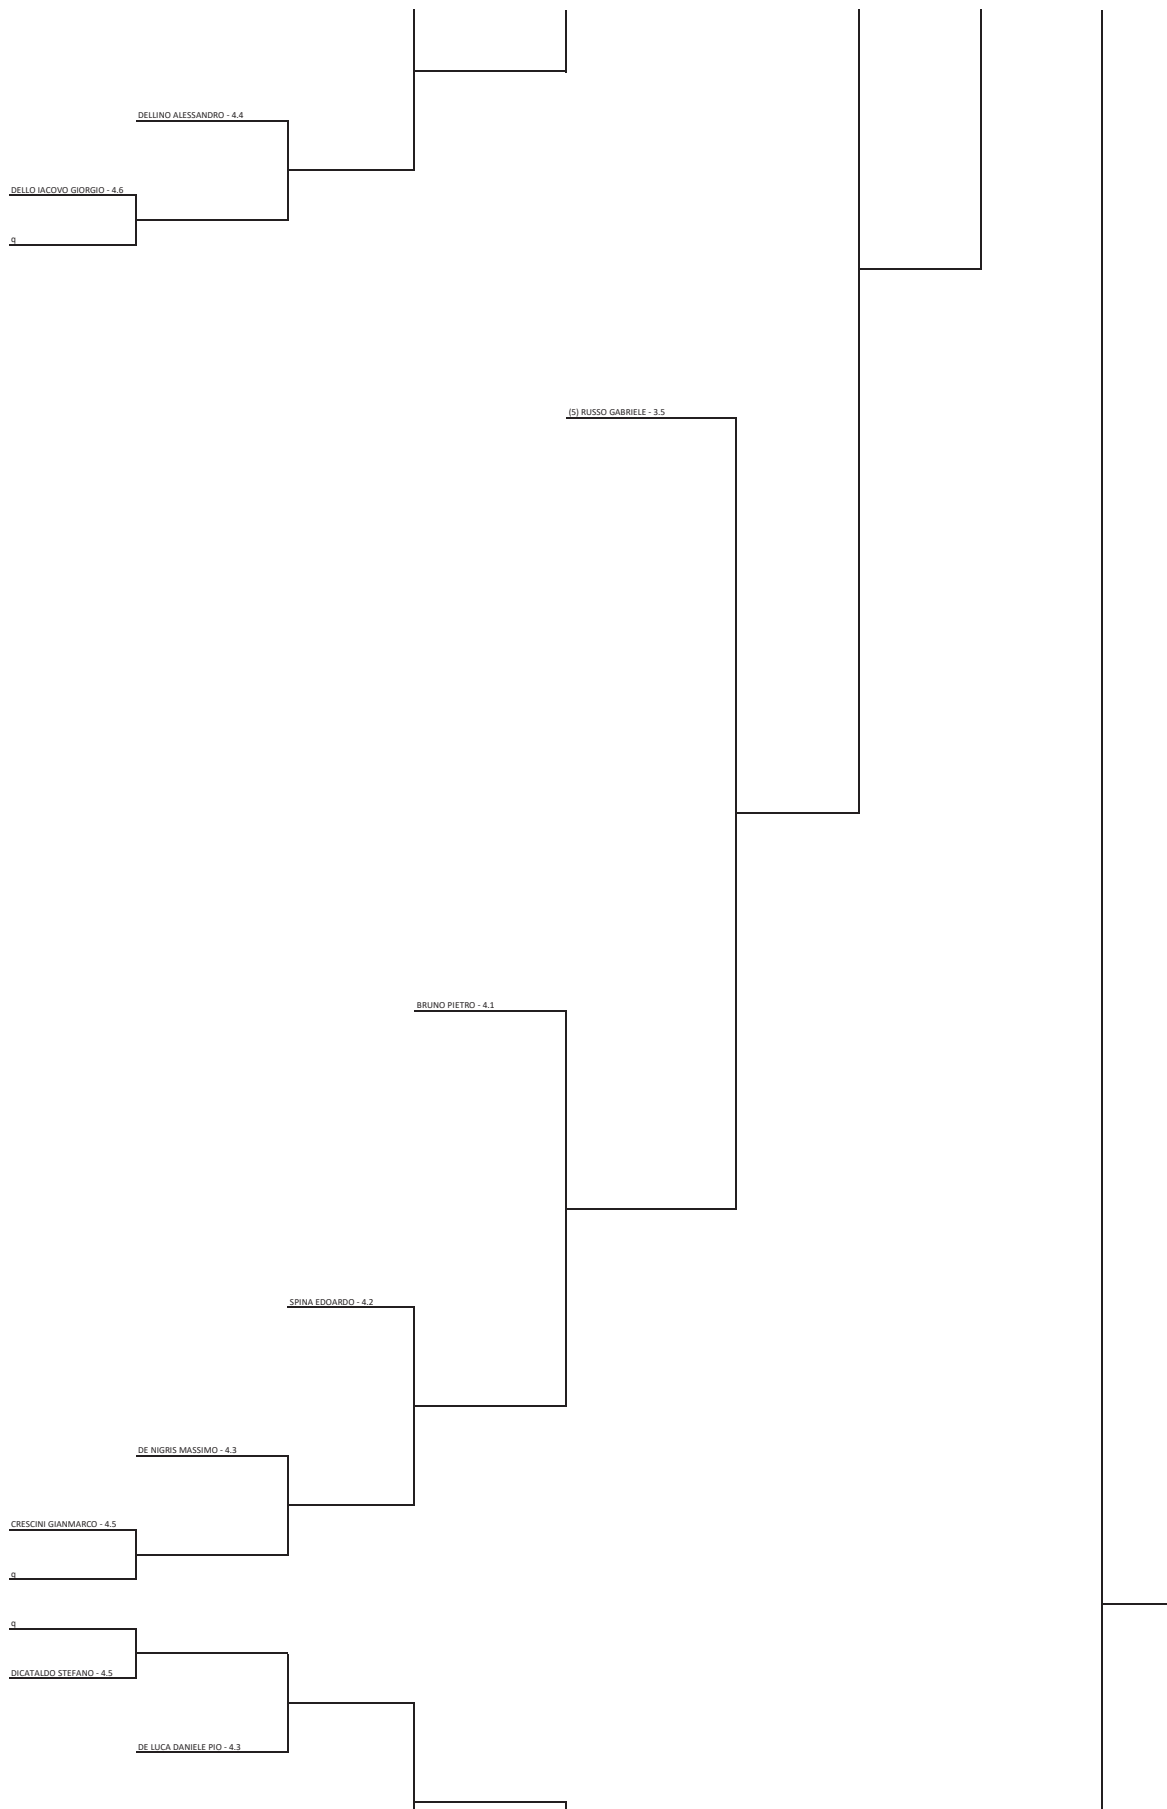 DELLINO ALESSANDRO - 4.4
DELLO IACOVO GIORGIO - 4.6
q
(5) RUSSO GABRIELE - 3.5
BRUNO PIETRO - 4.1
SPINA EDOARDO - 4.2
DE NIGRIS MASSIMO - 4.3
CRESCINI GIANMARCO - 4.5
q
q
DICATALDO STEFANO - 4.5
DE LUCA DANIELE PIO - 4.3